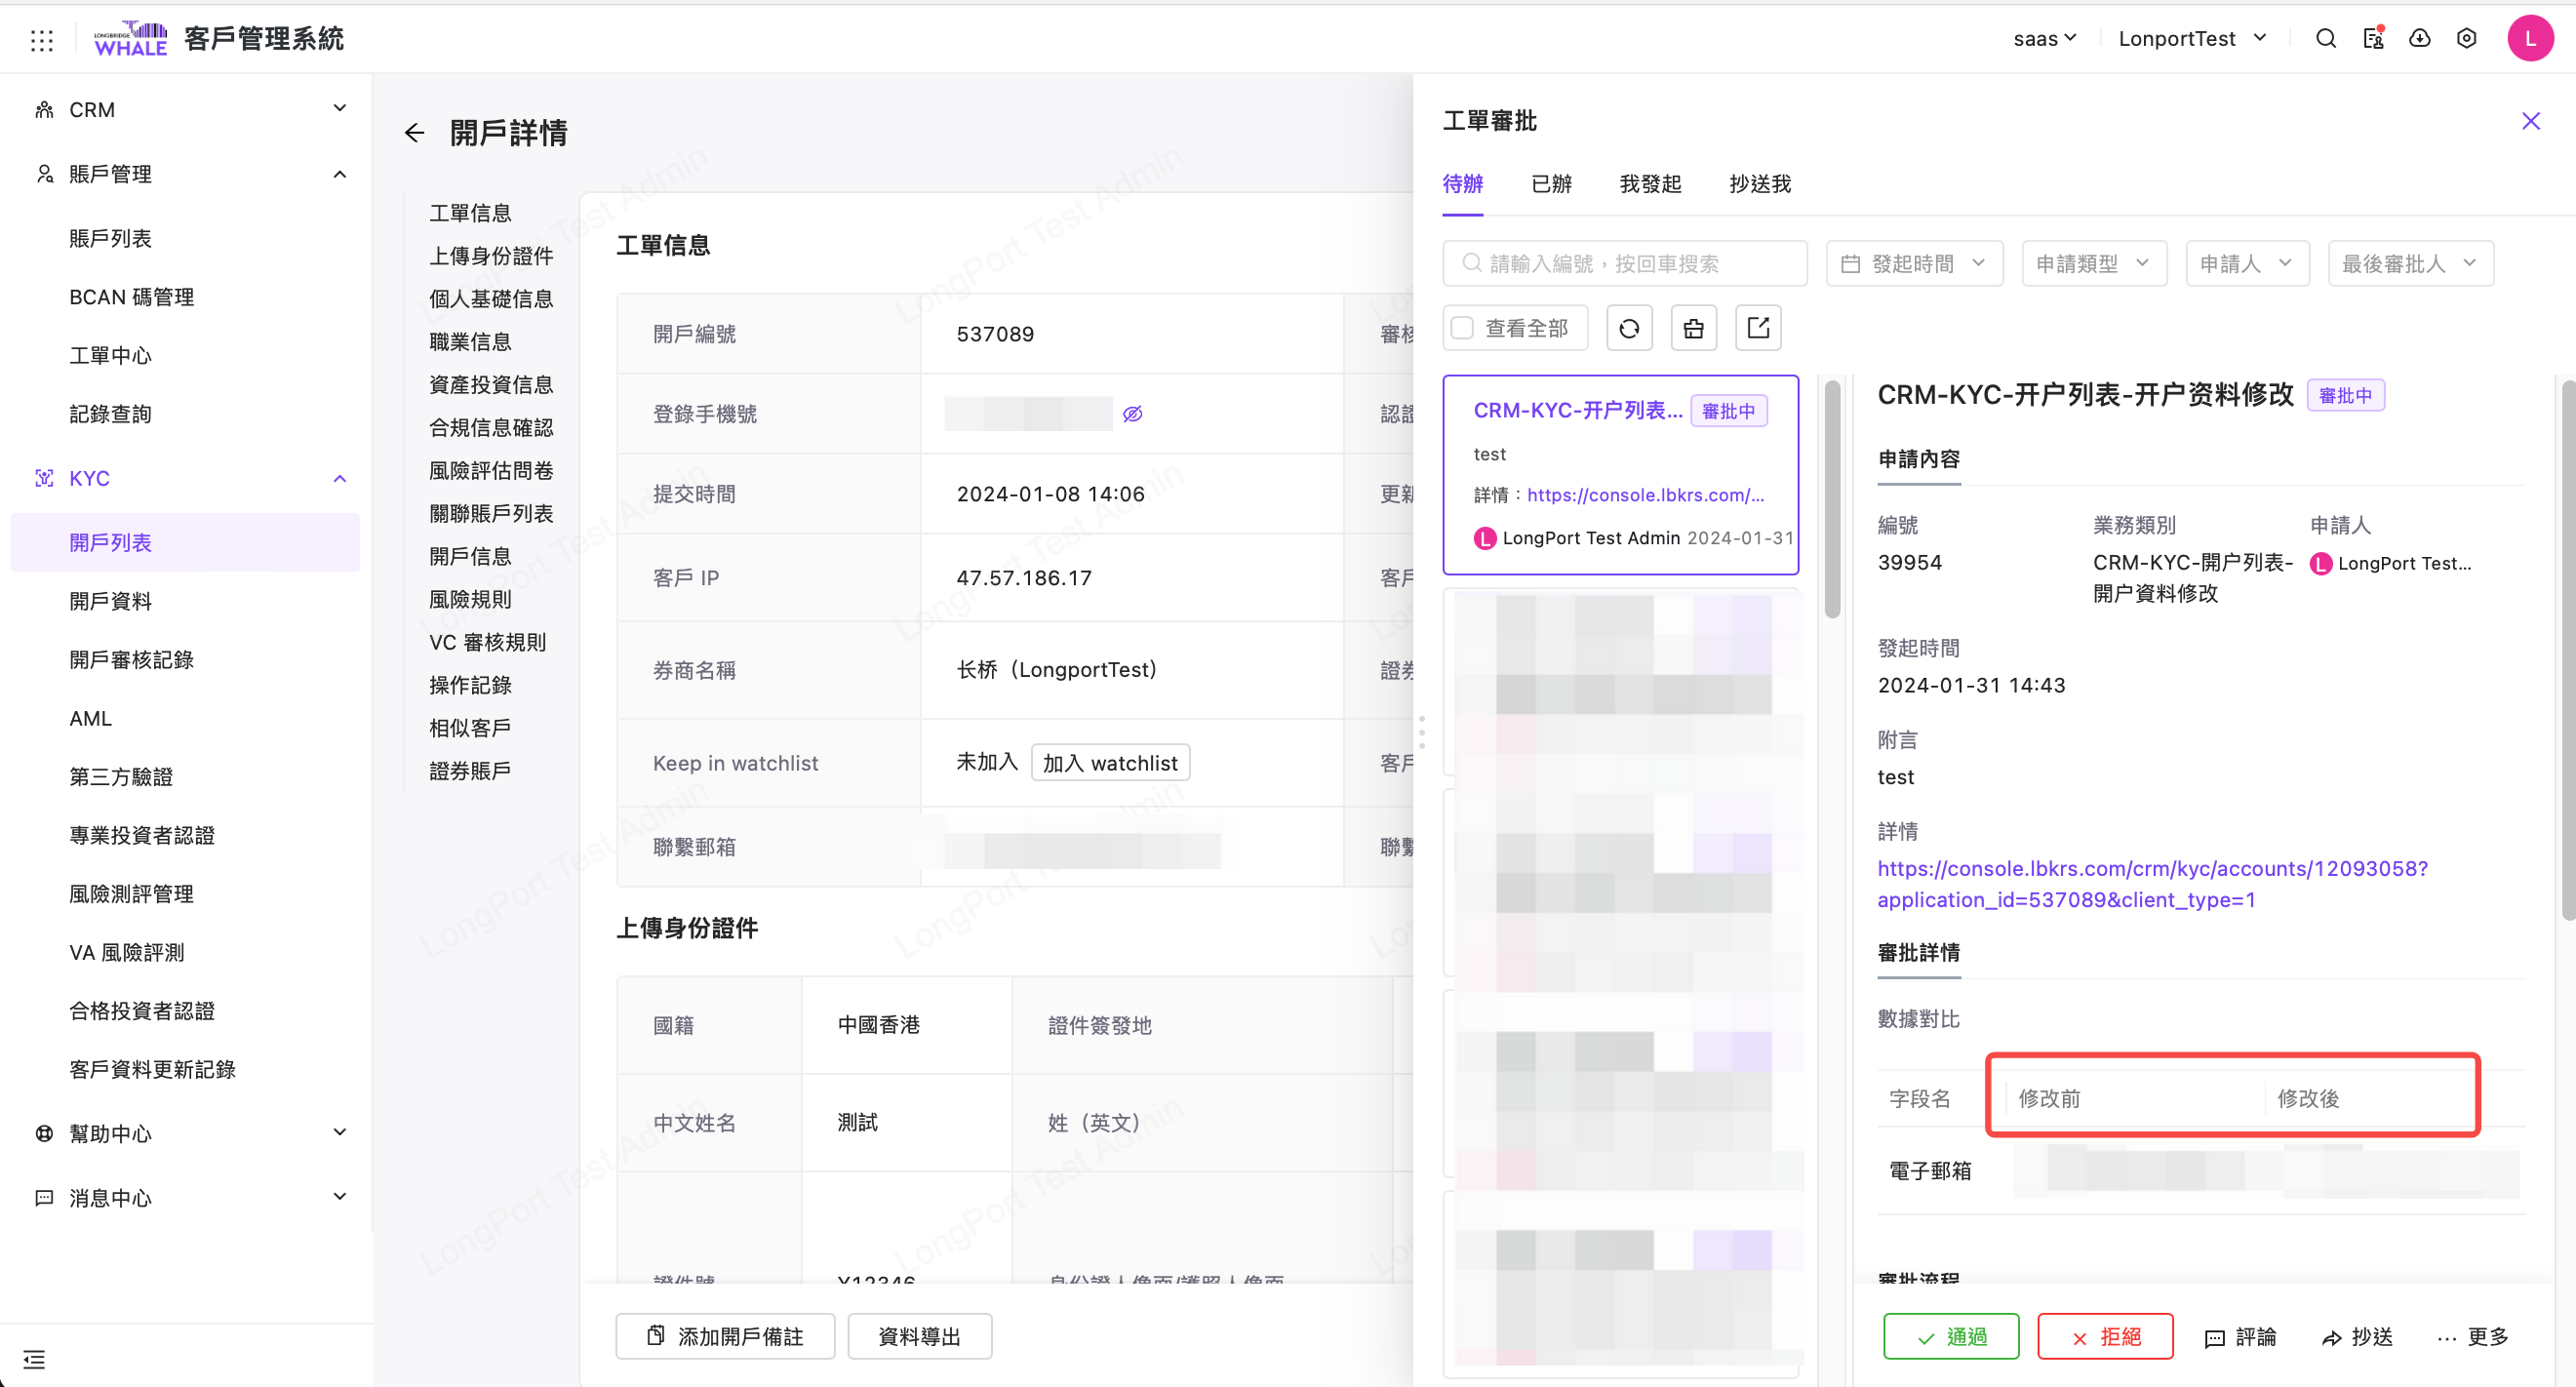 LONGBRIDGE
WHALE
客戶管理系統
saas
LonportTest
L
CRM
賬戶管理
賬戶列表
BCAN 碼管理
工單中心
記錄查詢
KYC
開戶列表
開戶資料
開戶審核記錄
AML
第三方驗證
專業投資者認證
風險測評管理
VA 風險評測
合格投資者認證
客戶資料更新記錄
幫助中心
消息中心
開戶詳情
工單信息
上傳身份證件
個人基礎信息
職業信息
資產投資信息
合規信息確認
風險評估問卷
關聯賬戶列表
開戶信息
風險規則
VC 審核規則
操作記錄
相似客戶
證券賬戶
工單信息
開戶編號
537089
審核
登錄手機號
認證
提交時間
2024-01-08 14:06
更新
客戶 IP
47.57.186.17
客戶
券商名稱
长桥（LongportTest）
證券
Keep in watchlist
未加入
加入 watchlist
客戶
聯繫郵箱
聯繫
上傳身份證件
國籍
中國香港
證件簽發地
中文姓名
測試
姓（英文）
證件號
Y12346
身份證人像面/護照人像面
添加開戶備註
資料導出
LongPort Test Admin
工單審批
待辦
已辦
我發起
抄送我
請輸入編號，按回車搜索
發起時間
申請類型
申請人
最後審批人
查看全部
CRM-KYC-开户列表...
審批中
test
詳情：https://console.lbkrs.com/...
L
LongPort Test Admin 2024-01-31
CRM-KYC-开户列表-开户资料修改
審批中
申請內容
編號
業務類別
申請人
39954
CRM-KYC-開户列表-
開户資料修改
L
LongPort Test...
發起時間
2024-01-31 14:43
附言
test
詳情
https://console.lbkrs.com/crm/kyc/accounts/12093058?
application_id=537089&client_type=1
審批詳情
數據對比
字段名
修改前
修改後
電子郵箱
審批流程
通過
拒絕
評論
抄送
更多